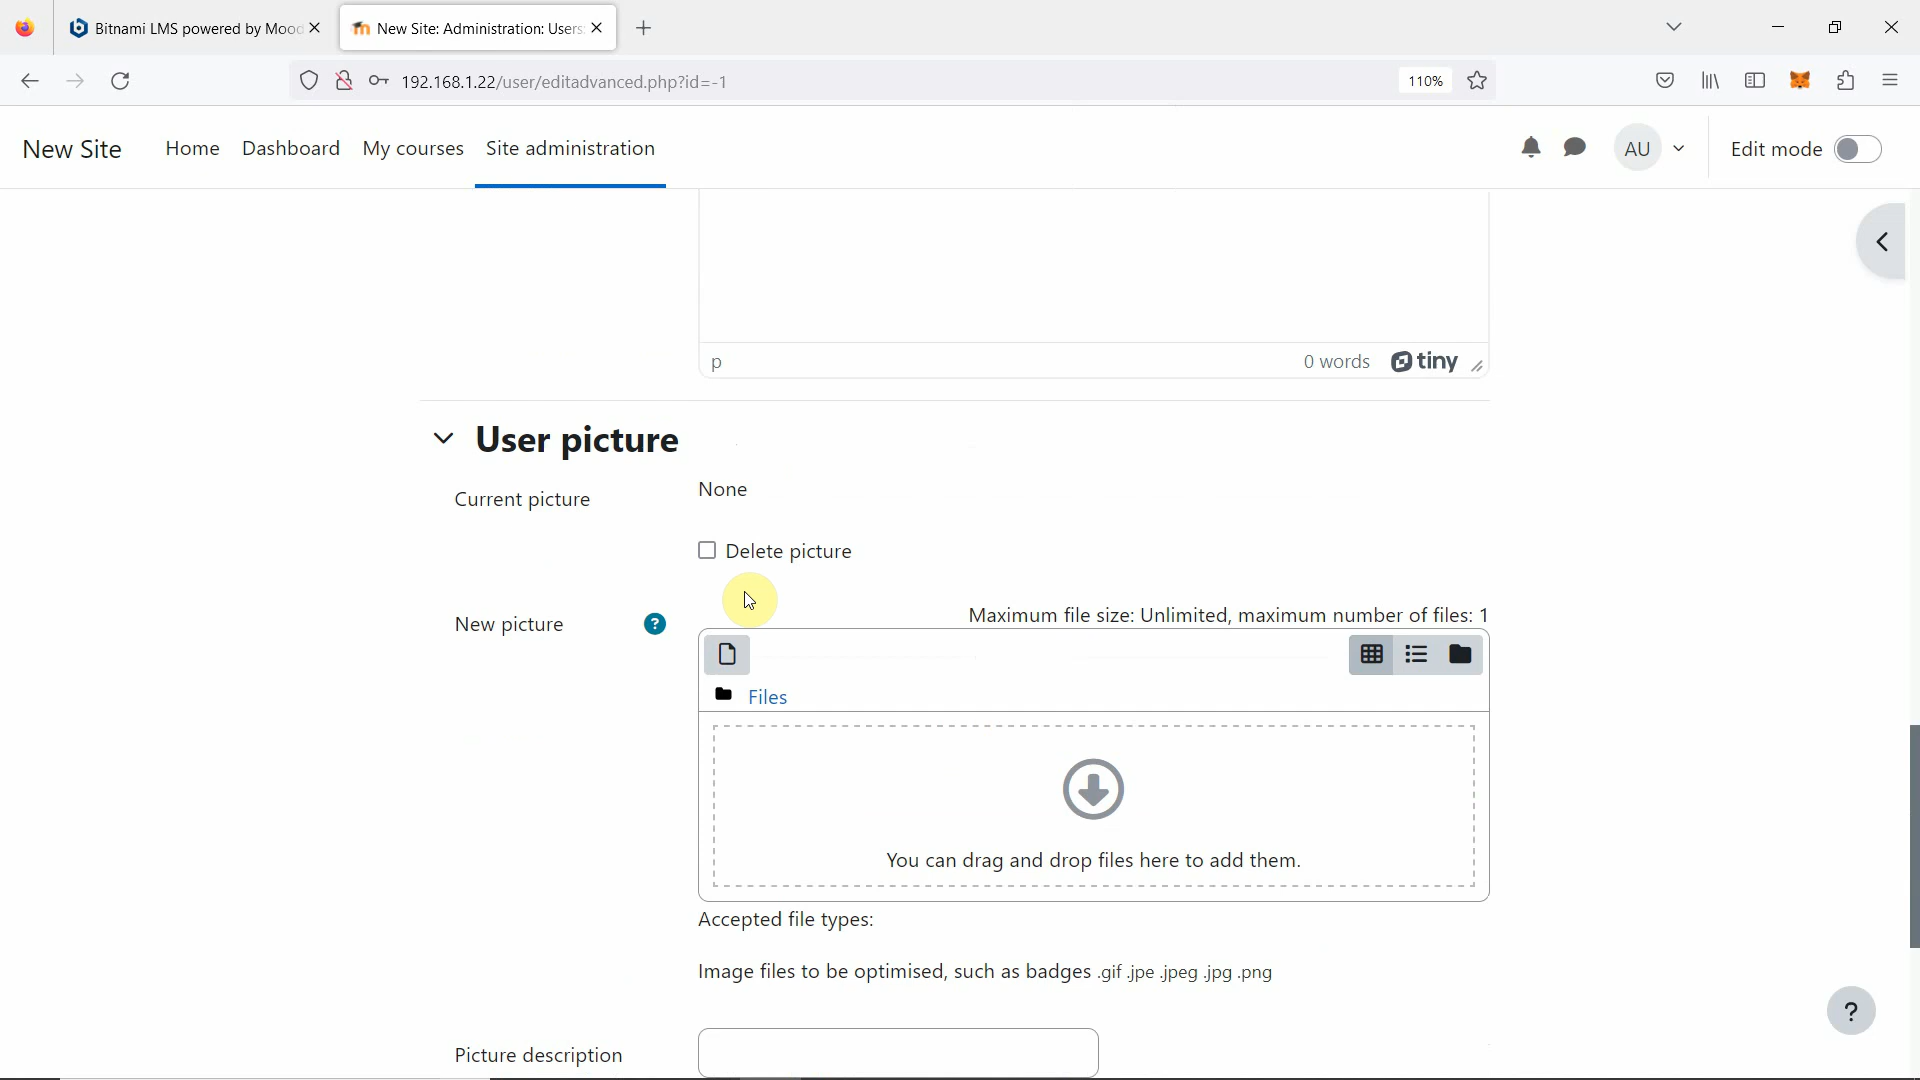 Bitnami LMS powered by Mood
New Site: Administration: Users:
192.168.1.22/user/editadvanced.php?id=-1
110%
New Site
Home
Dashboard
My courses
Site administration
AU
Edit mode
p
0 words
tiny
User picture
Current picture
None
Delete picture
New picture
?
Maximum file size: Unlimited, maximum number of files: 1
Files
You can drag and drop files here to add them.
Accepted file types:
Image files to be optimised, such as badges .gif .jpe .jpeg .jpg .png
?
Picture description